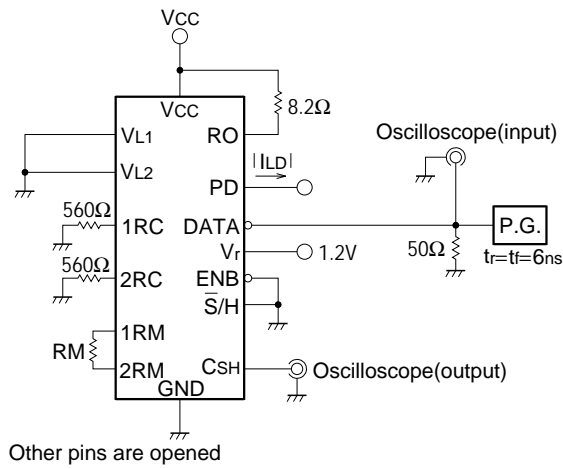 VCC
VCC
8.2Ω
VL1
RO
Oscilloscope(input)
VL2
|ILD|
PD
560Ω
1RC
DATA
P.G.
50Ω
tr=tf=6ns
Vr
1.2V
560Ω
2RC
ENB
S̅/H
1RM
RM
2RM
CSH
Oscilloscope(output)
GND
Other pins are opened